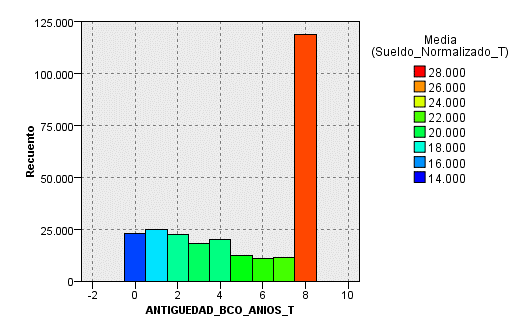 125.000
100.000
75.000
50.000
25.000
0
Recuento
-2 0 2 4 6 8 10
ANTIGUEDAD_BCO_ANIOS_T
Media
(Sueldo_Normalizado_T)
28.000
26.000
24.000
22.000
20.000
18.000
16.000
14.000